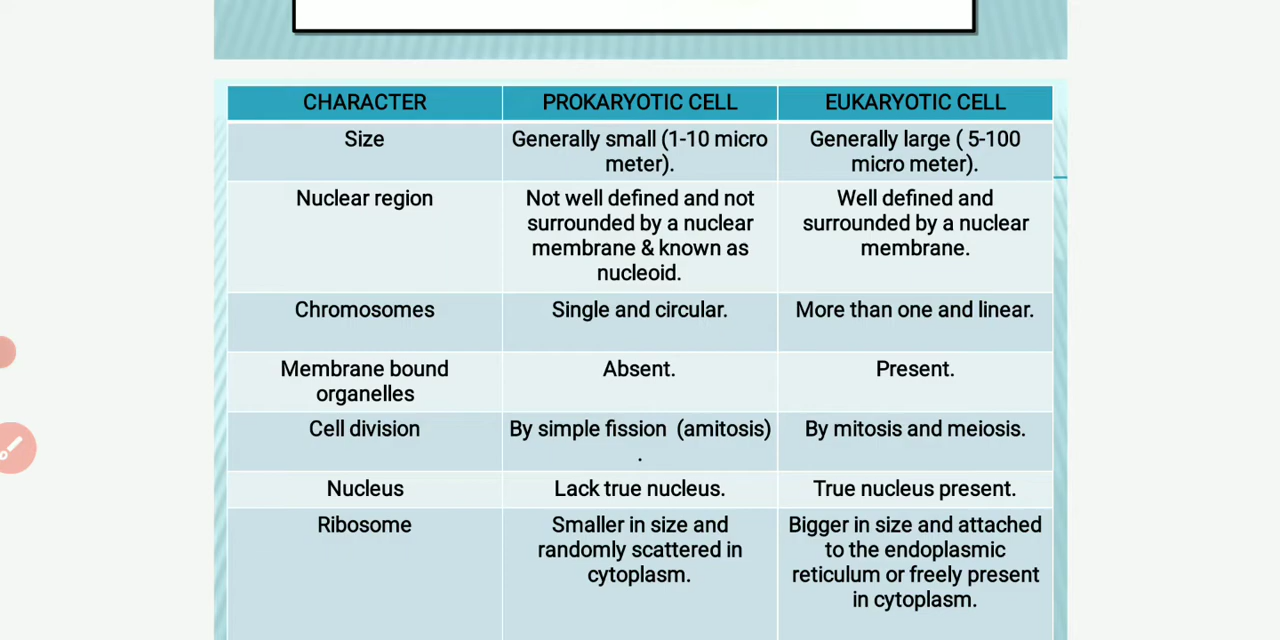 CHARACTER PROKARYOTIC CELL EUKARYOTIC CELL
Size
Generally small (1-10 micro
meter).
Generally large ( 5-100
micro meter).
Nuclear region
Not well defined and not
surrounded by a nuclear
membrane & known as
nucleoid.
Well defined and
surrounded by a nuclear
membrane.
Chromosomes
Single and circular.
More than one and linear.
Membrane bound
organelles
Absent.
Present.
Cell division
By simple fission (amitosis)
.
By mitosis and meiosis.
Nucleus
Lack true nucleus.
True nucleus present.
Ribosome
Smaller in size and
randomly scattered in
cytoplasm.
Bigger in size and attached
to the endoplasmic
reticulum or freely present
in cytoplasm.